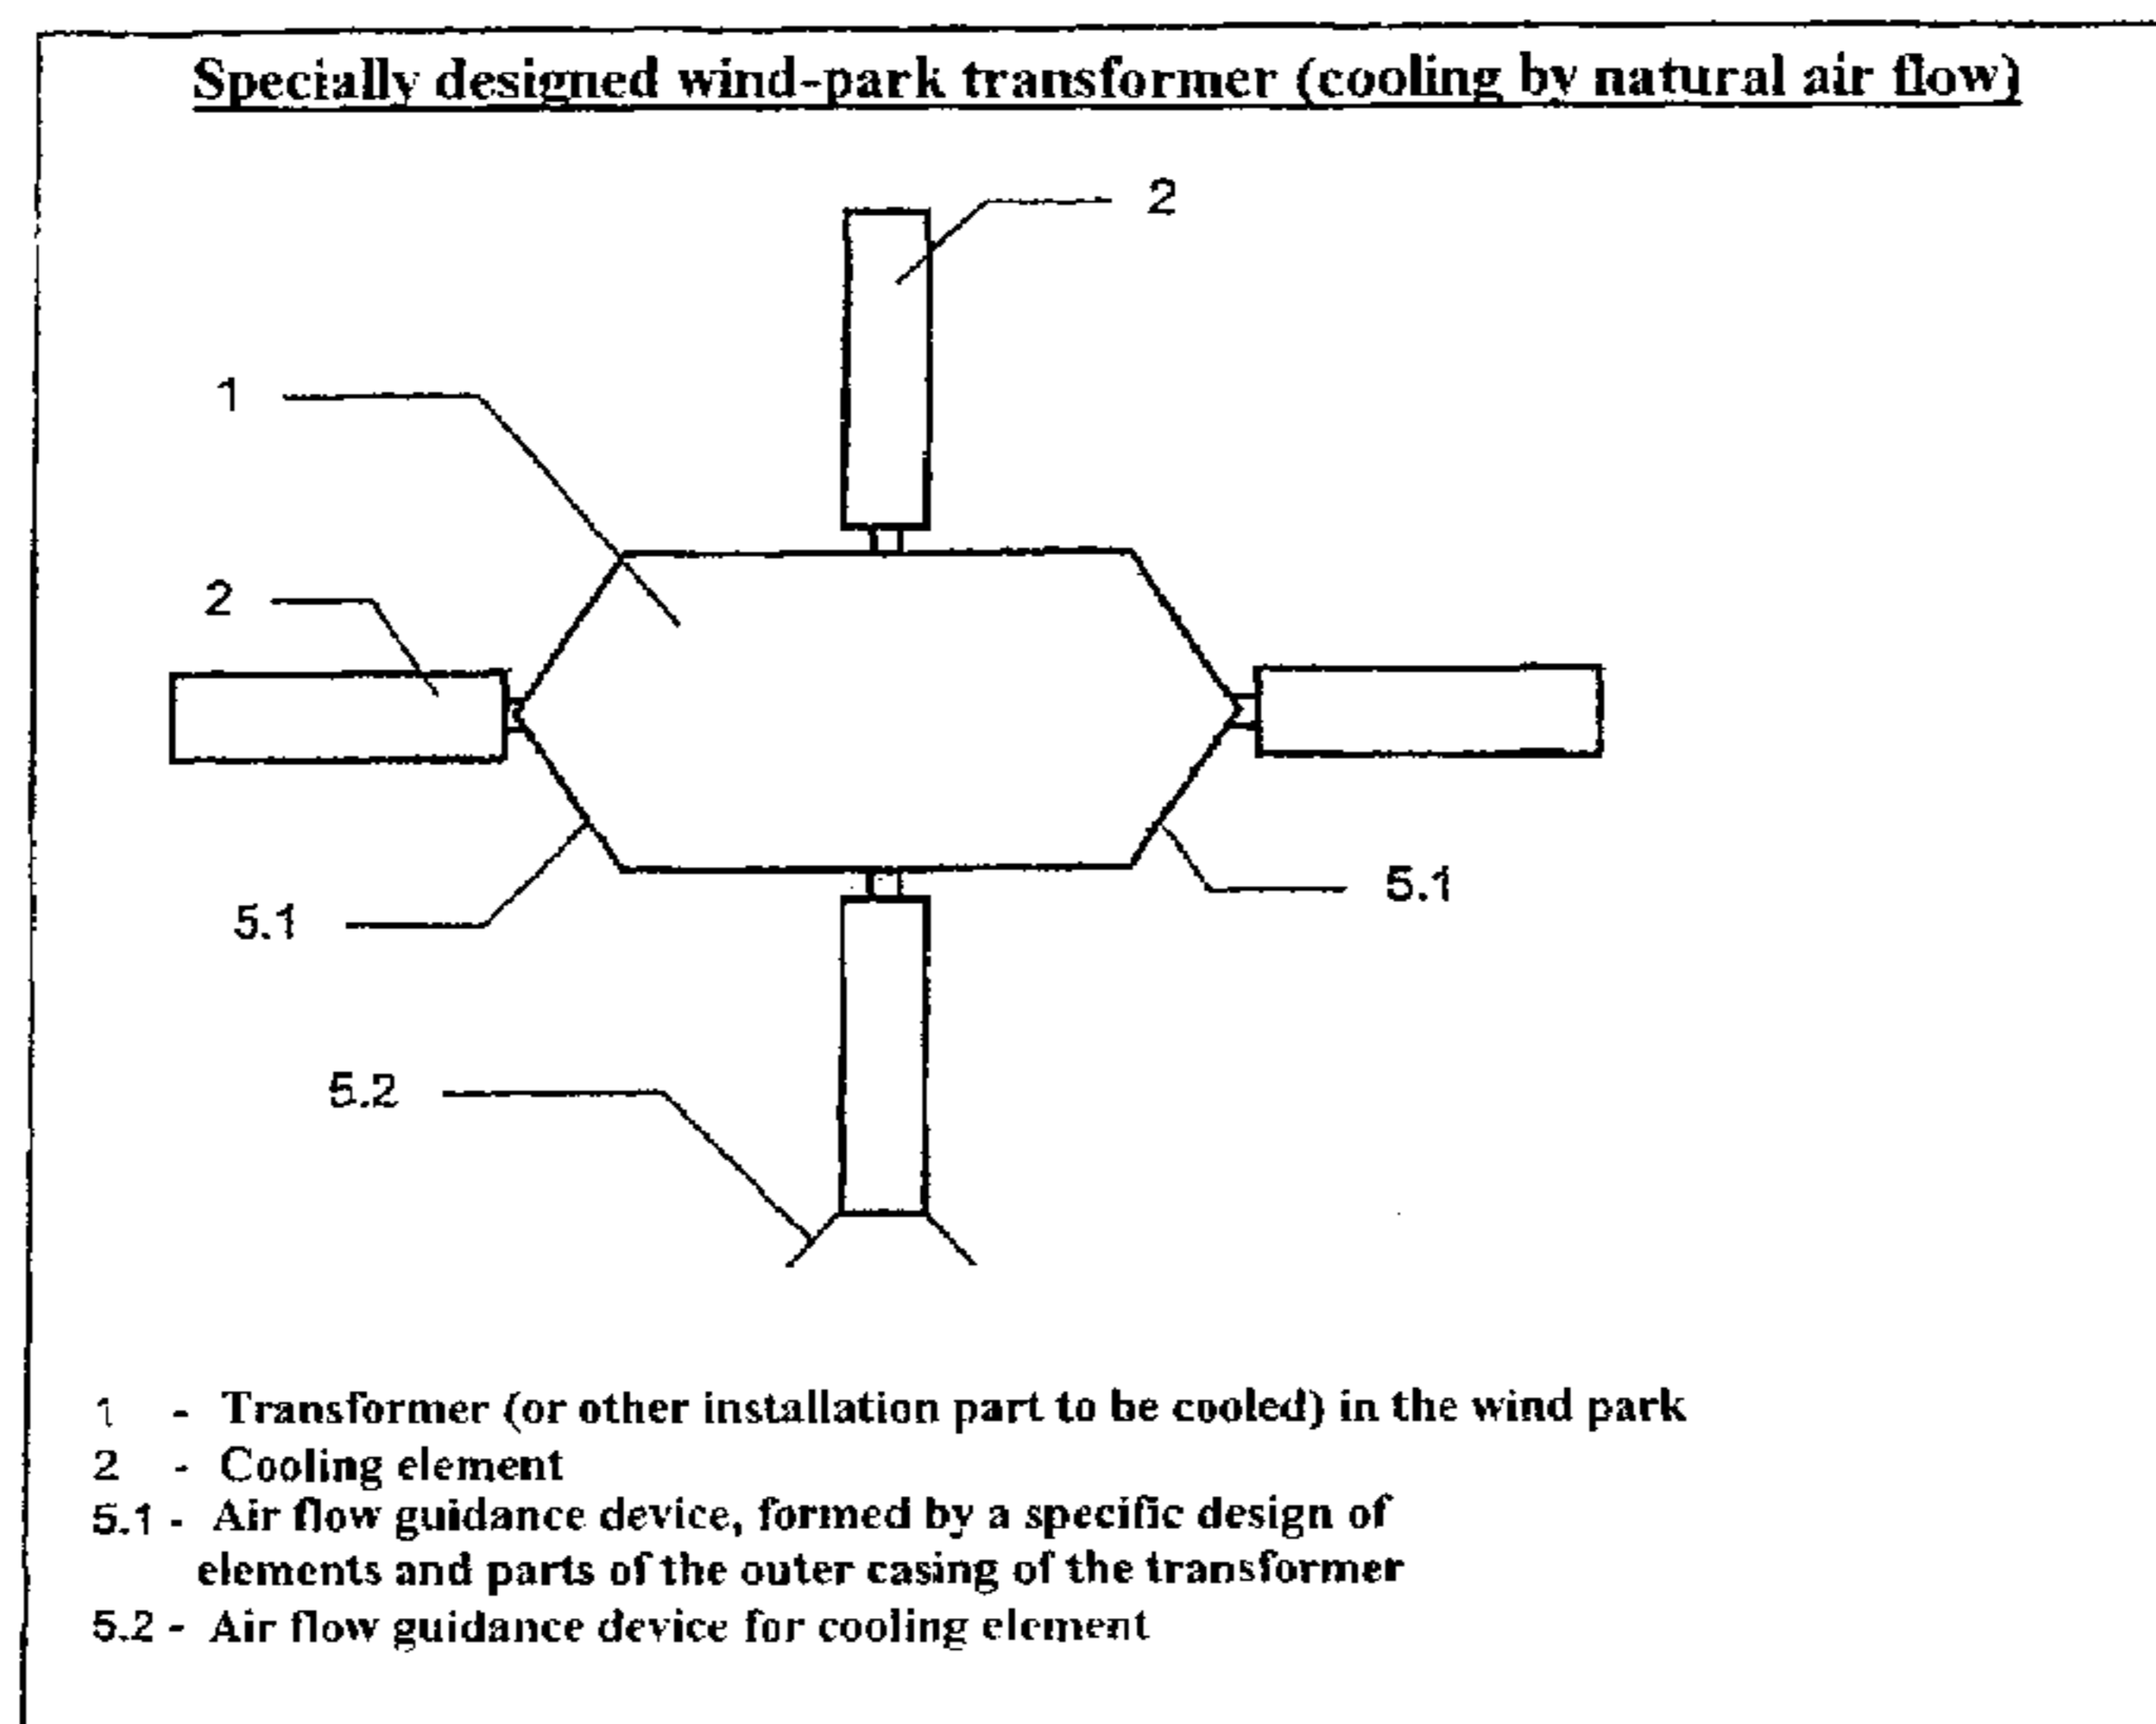 Specially designed wind-park transformer (cooling by natural air flow)
2
1
2
5.1
5.1
5.2
1 - Transformer (or other installation part to be cooled) in the wind park
2 - Cooling element
5.1 - Air flow guidance device, formed by a specific design of
elements and parts of the outer casing of the transformer
5.2 - Air flow guidance device for cooling element